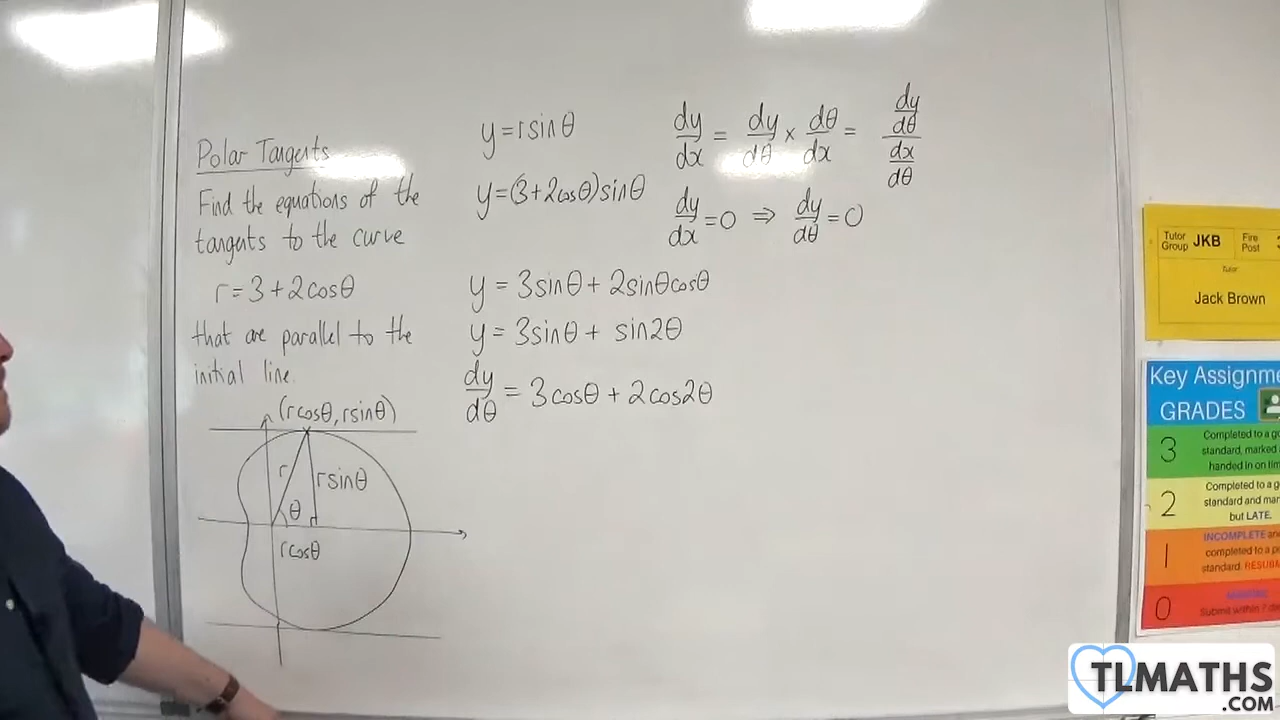 Polar Tangents
Find the equations of the
tangents to the curve
r = 3 + 2cosθ
that are parallel to the
initial line.
(rcosθ, rsinθ)
r
rsinθ
θ
rcosθ
y = rsinθ
y = (3+2cosθ)sinθ
y = 3sinθ + 2sinθcosθ
y = 3sinθ + sin2θ
dy/dθ = 3cosθ + 2cos2θ
dy/dx = dy/dθ × dθ/dx = (dy/dθ)/(dx/dθ)
dy/dx = 0 ⇒ dy/dθ = 0
Tutor Group JKB
Fire Post 3
Tutor
Jack Brown
Key Assignme
GRADES
3
Completed to a go
standard, marked a
handed in on tim
2
Completed to a g
standard and mar
but LATE.
1
INCOMPLETE an
completed to a p
standard. RESUBM
0
Submit within 7 da
TLMATHS
.COM